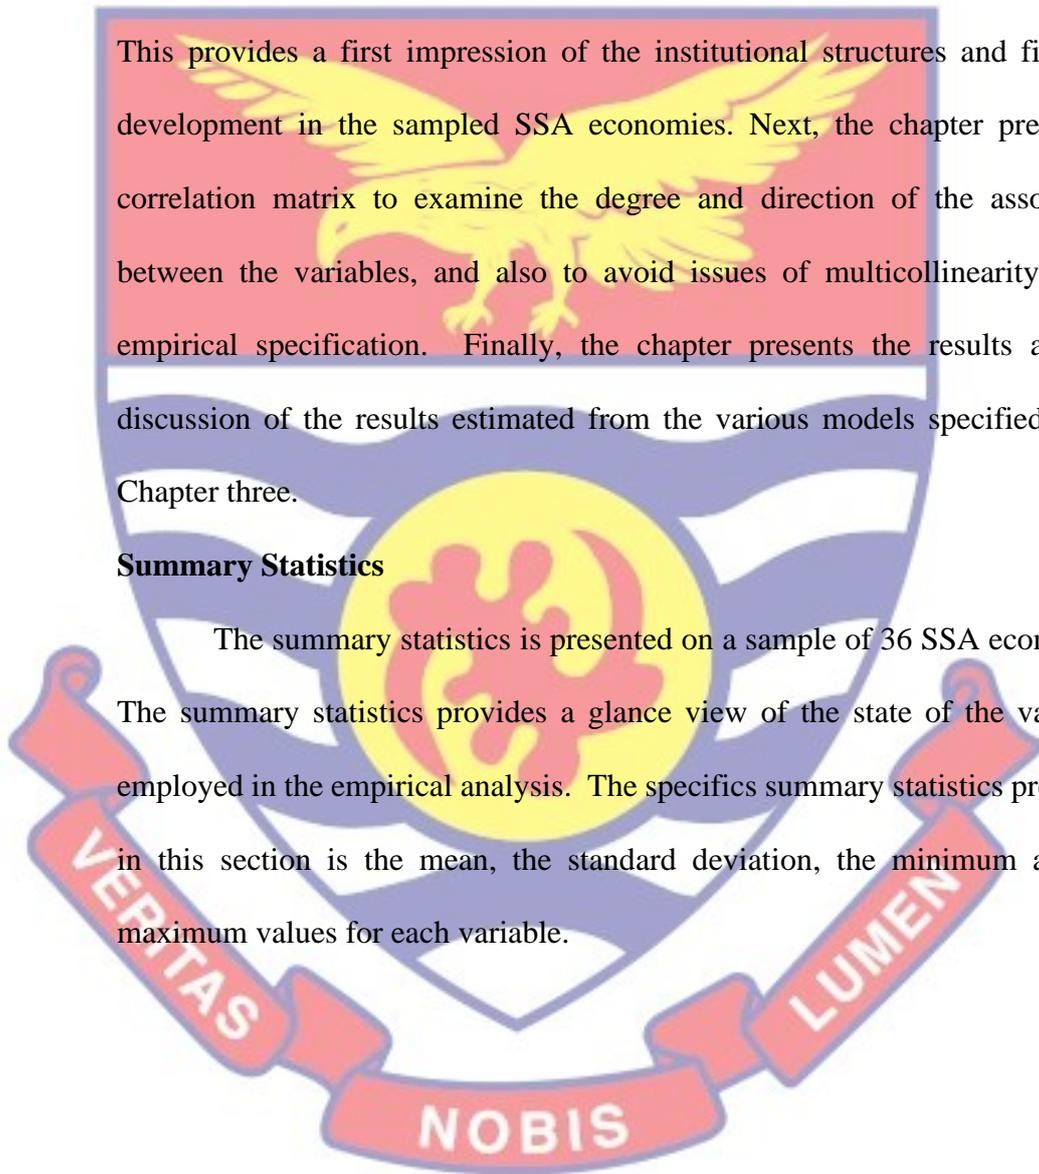 This provides a first impression of the institutional structures and fi
development in the sampled SSA economies. Next, the chapter pre
correlation matrix to examine the degree and direction of the asso
between the variables, and also to avoid issues of multicollinearity
empirical specification. Finally, the chapter presents the results a
discussion of the results estimated from the various models specified
Chapter three.
Summary Statistics
The summary statistics is presented on a sample of 36 SSA econ
The summary statistics provides a glance view of the state of the va
employed in the empirical analysis. The specifics summary statistics pr
in this section is the mean, the standard deviation, the minimum a
maximum values for each variable.
VERITAS
NOBIS
LUMEN